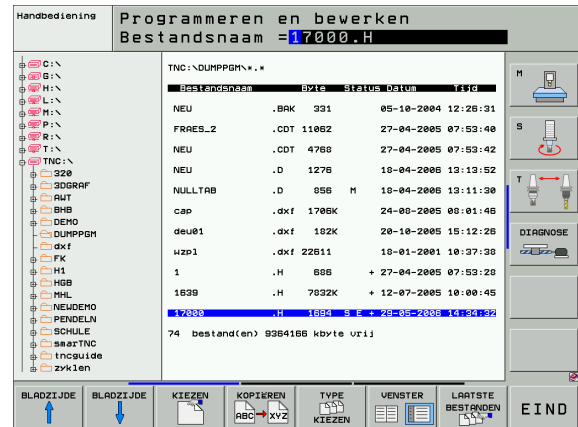 Handbediening
Programmeren en bewerken
Bestandsnaam =17000.H
C:\
G:\
H:\
L:\
M:\
P:\
R:\
T:\
TNC:\
320
3DGRAF
AWT
BHB
DEMO
DUMPPGM
dxf
FK
H1
HGB
MHL
NEWDEMO
PENDELN
SCHULE
smarTNC
tncguide
zyklen
TNC:\DUMPPGM\*.*
Bestandsnaam Byte Status Datum Tijd
NEU .BAK 331 05-10-2004 12:26:31
FRAES_2 .CDT 11062 27-04-2005 07:53:40
NEU .CDT 4768 27-04-2005 07:53:42
NEU .D 1276 18-04-2006 13:13:52
NULLTAB .D 856 M 18-04-2006 13:11:30
cap .dxf 1706K 24-08-2005 08:01:46
deu01 .dxf 182K 20-10-2005 15:12:26
wzpl .dxf 22611 18-01-2001 10:37:38
1 .H 686 + 27-04-2005 07:53:28
1639 .H 7832K + 12-07-2005 10:00:45
17000 .H 1694 S E + 29-05-2006 14:34:32
74 bestand(en) 9364166 kbyte vrij
M
S
T
DIAGNOSE
BLADZIJDE
BLADZIJDE
KIEZEN
KOPIËREN
ABC XYZ
TYPE
KIEZEN
VENSTER
LAATSTE
BESTANDEN
EIND